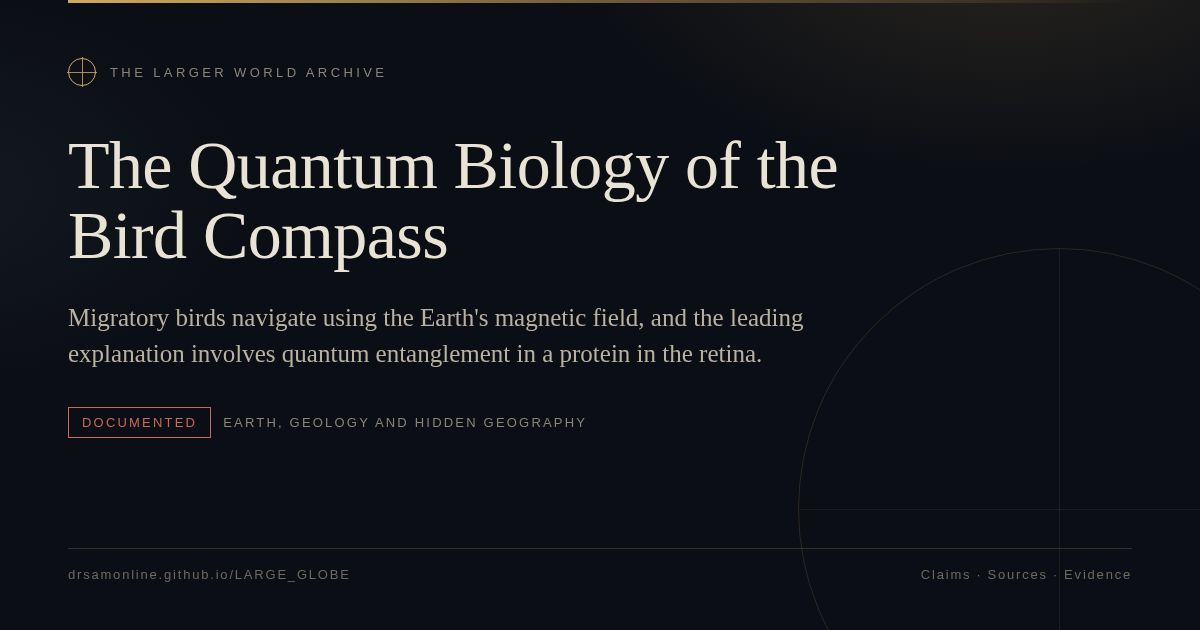 THE LARGER WORLD ARCHIVE
The Quantum Biology of the
Bird Compass
Migratory birds navigate using the Earth's magnetic field, and the leading
explanation involves quantum entanglement in a protein in the retina.
DOCUMENTED EARTH, GEOLOGY AND HIDDEN GEOGRAPHY
drsamonline.github.io/LARGE_GLOBE Claims · Sources · Evidence